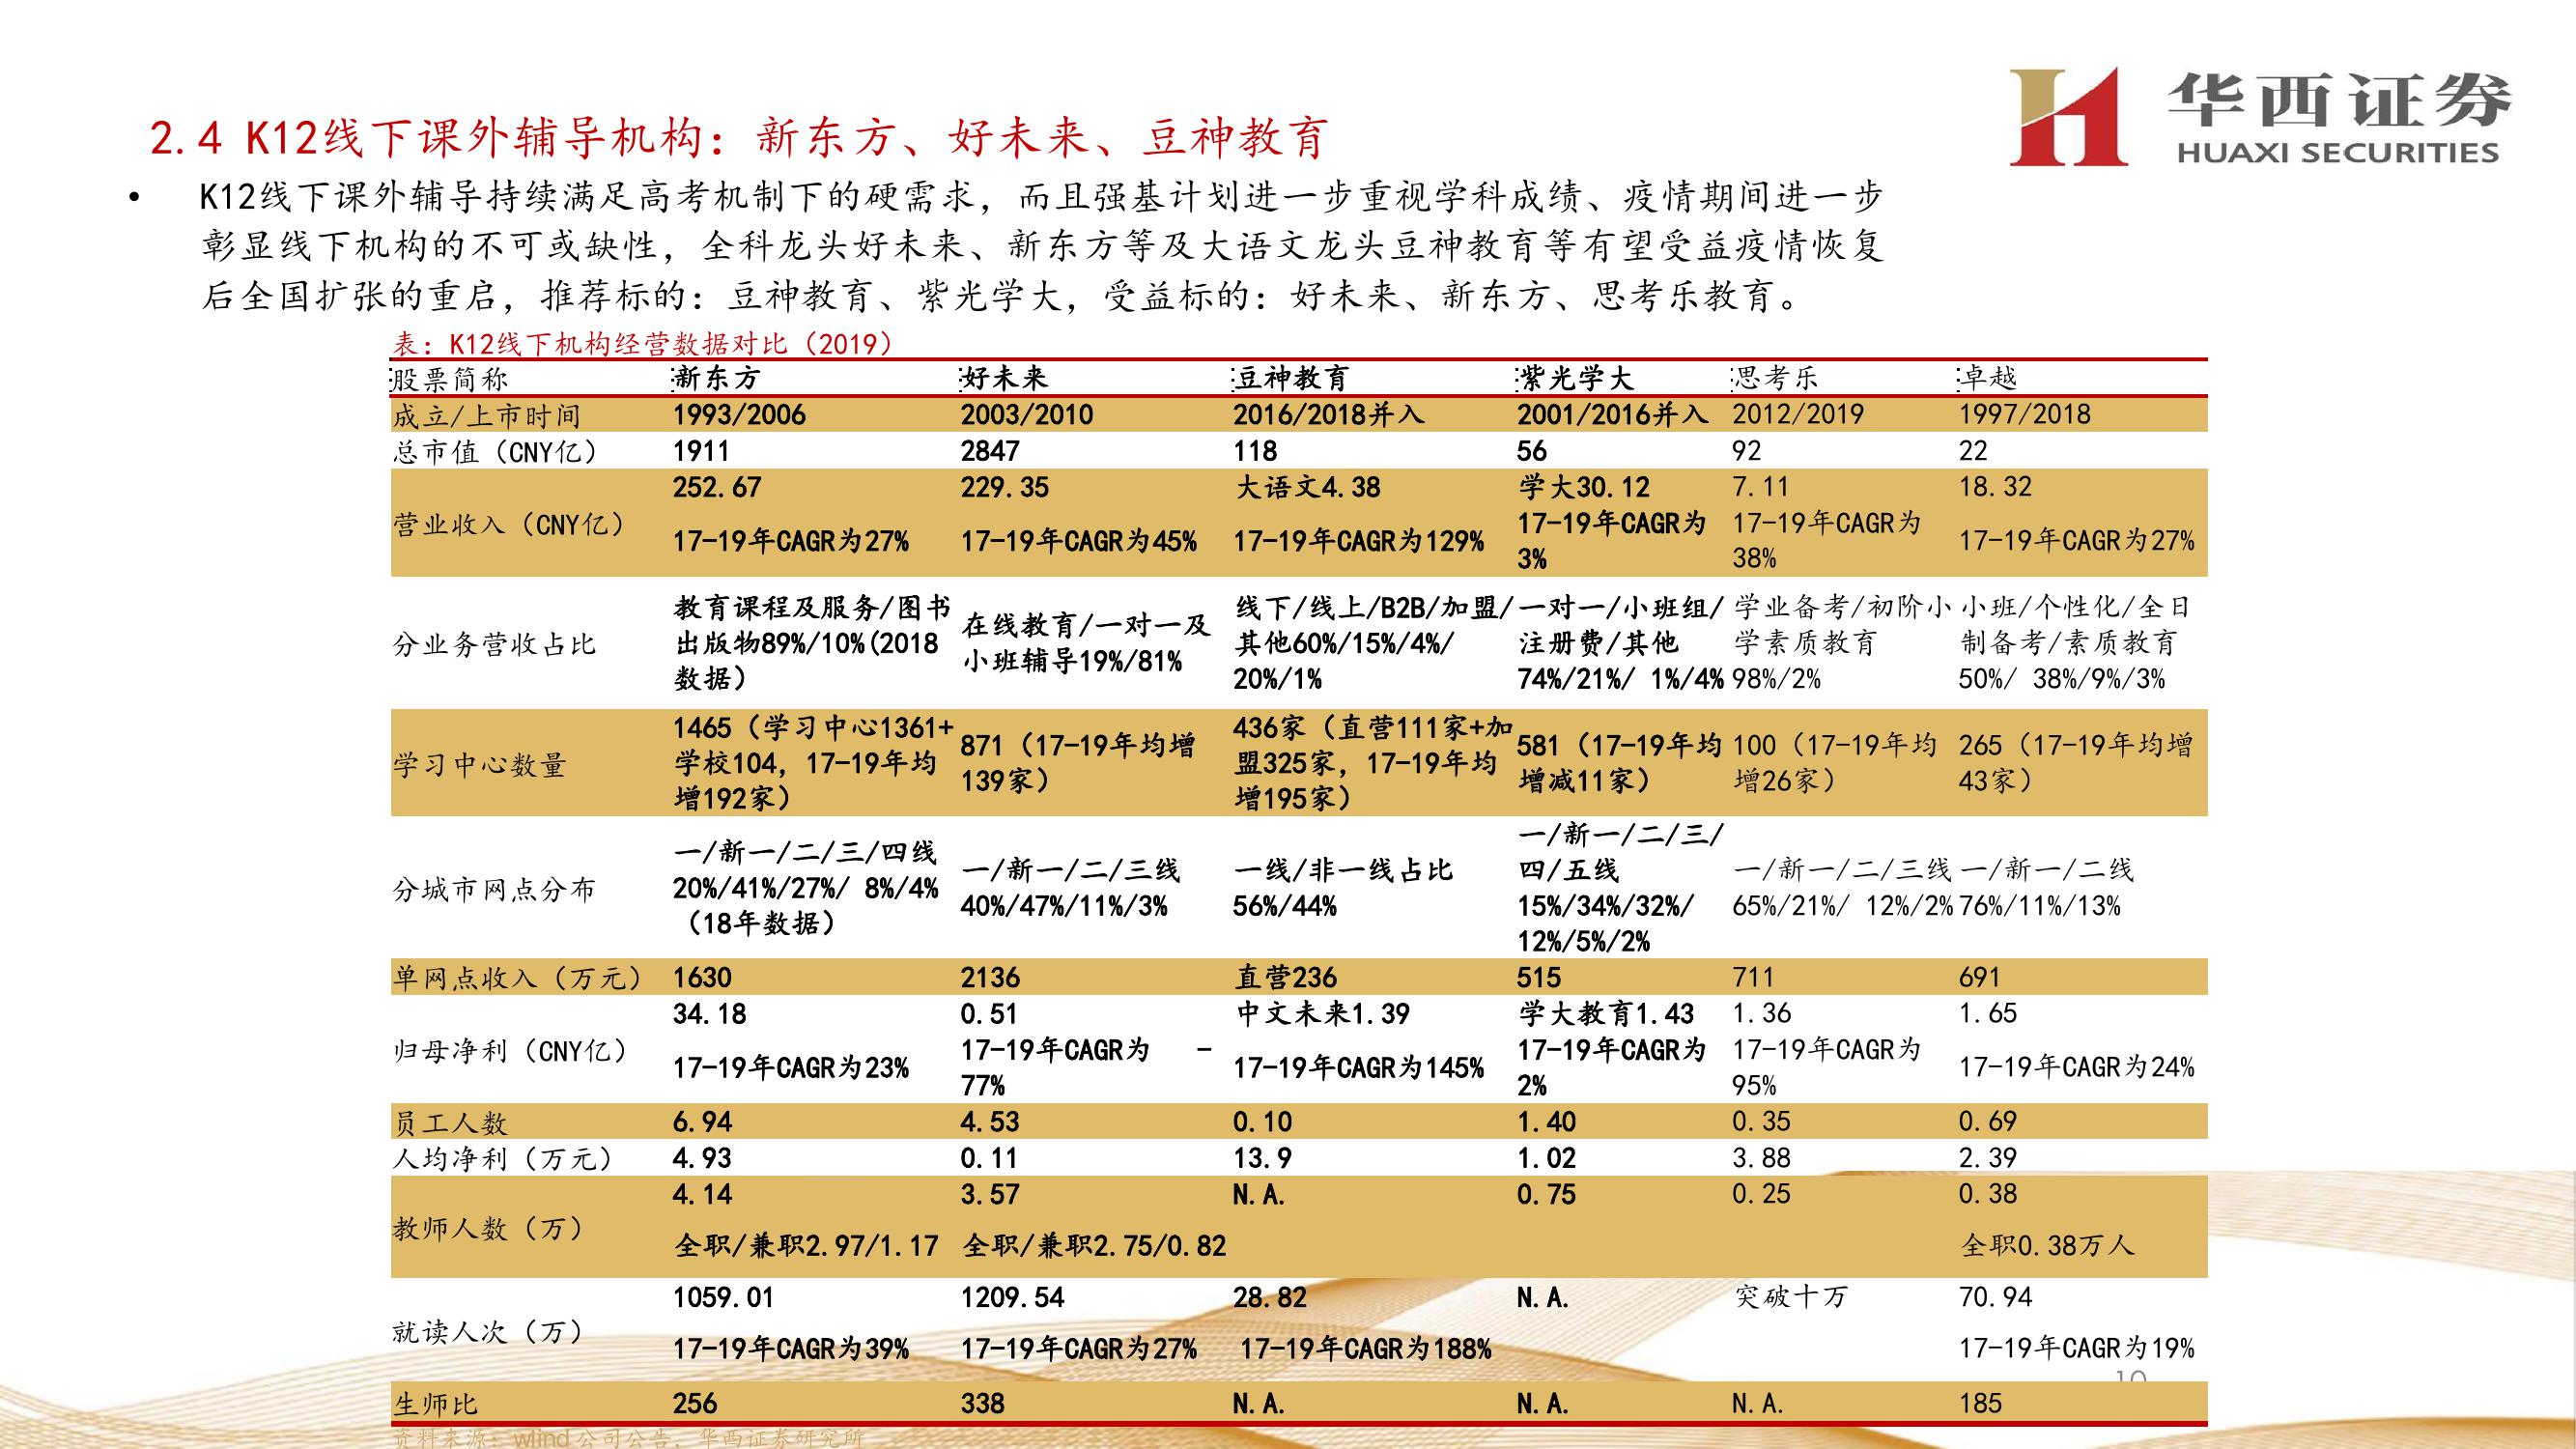 华西证券
HUAXI SECURITIES
2.4 K12线下课外辅导机构：新东方、好未来、豆神教育
• K12线下课外辅导持续满足高考机制下的硬需求，而且强基计划进一步重视学科成绩、疫情期间进一步
彰显线下机构的不可或缺性，全科龙头好未来、新东方等及大语文龙头豆神教育等有望受益疫情恢复
后全国扩张的重启，推荐标的：豆神教育、紫光学大，受益标的：好未来、新东方、思考乐教育。
表：K12线下机构经营数据对比（2019）
股票简称 新东方 好未来 豆神教育 紫光学大 思考乐 卓越
成立/上市时间 1993/2006 2003/2010 2016/2018并入 2001/2016并入 2012/2019 1997/2018
总市值（CNY亿） 1911 2847 118 56 92 22
营业收入（CNY亿）
252.67
17-19年CAGR为27%
229.35
17-19年CAGR为45%
大语文4.38
17-19年CAGR为129%
学大30.12
17-19年CAGR为
3%
7.11
17-19年CAGR为
38%
18.32
17-19年CAGR为27%
分业务营收占比
教育课程及服务/图书
出版物89%/10%(2018
数据）
在线教育/一对一及
小班辅导19%/81%
线下/线上/B2B/加盟/
其他60%/15%/4%/
20%/1%
一对一/小班组/
注册费/其他
74%/21%/ 1%/4%
学业备考/初阶小
学素质教育
98%/2%
小班/个性化/全日
制备考/素质教育
50%/ 38%/9%/3%
学习中心数量
1465（学习中心1361+
学校104，17-19年均
增192家）
871（17-19年均增
139家）
436家（直营111家+加
盟325家，17-19年均
增195家）
581（17-19年均
增减11家）
100（17-19年均
增26家）
265（17-19年均增
43家）
分城市网点分布
一/新一/二/三/四线
20%/41%/27%/ 8%/4%
（18年数据）
一/新一/二/三线
40%/47%/11%/3%
一线/非一线占比
56%/44%
一/新一/二/三/
四/五线
15%/34%/32%/
12%/5%/2%
一/新一/二/三线
65%/21%/ 12%/2%
一/新一/二线
76%/11%/13%
单网点收入（万元） 1630 2136 直营236 515 711 691
归母净利（CNY亿）
34.18
17-19年CAGR为23%
0.51
17-19年CAGR为 -
77%
中文未来1.39
17-19年CAGR为145%
学大教育1.43
17-19年CAGR为
2%
1.36
17-19年CAGR为
95%
1.65
17-19年CAGR为24%
员工人数 6.94 4.53 0.10 1.40 0.35 0.69
人均净利（万元） 4.93 0.11 13.9 1.02 3.88 2.39
教师人数（万）
4.14
全职/兼职2.97/1.17
3.57
全职/兼职2.75/0.82
N.A.
0.75
0.25
0.38
全职0.38万人
就读人次（万）
1059.01
17-19年CAGR为39%
1209.54
17-19年CAGR为27%
28.82
17-19年CAGR为188%
N.A.
突破十万
70.94
17-19年CAGR为19%
10
生师比 256 338 N.A. N.A. N.A. 185
资料来源：wlind公司公告，华西证券研究所